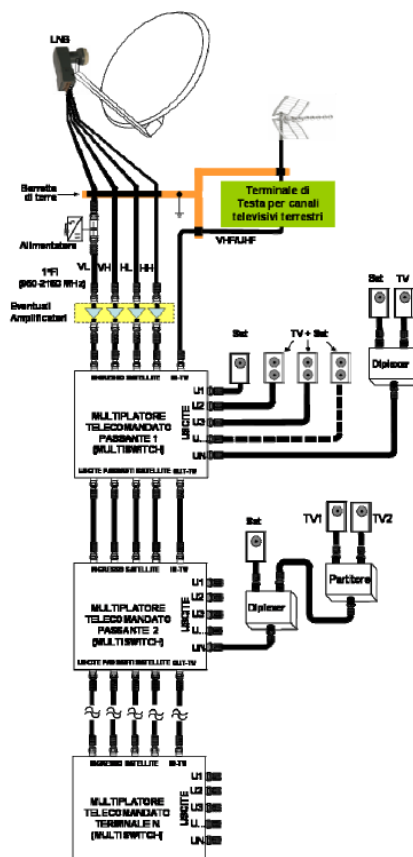 LNB
Barretta
di terra
Terminale di
Testa per canali
televisivi terrestri
Alimentatore
VHF/UHF
1ªFI
(950-2150 MHz)
VL
VH
HL
HH
Eventuali
Amplificatori
Sat
TV
Diplexer
Sat
TV + Sat
INGRESSO SATELLITE
IN-TV
MULTIPLATORE
TELECOMANDATO
PASSANTE 1
(MULTISWITCH)
USCITE
U1
U2
U3
U...
UN
USCITE PASSANTI SATELLITE
OUT-TV
Sat
TV1
TV2
Diplexer
Partitore
INGRESSO SATELLITE
IN-TV
MULTIPLATORE
TELECOMANDATO
PASSANTE 2
(MULTISWITCH)
USCITE
U1
U2
U3
U...
UN
USCITE PASSANTI SATELLITE
OUT-TV
INGRESSO SATELLITE
IN-TV
MULTIPLATORE
TELECOMANDATO
TERMINALE N
(MULTISWITCH)
USCITE
U1
U2
U3
U...
UN